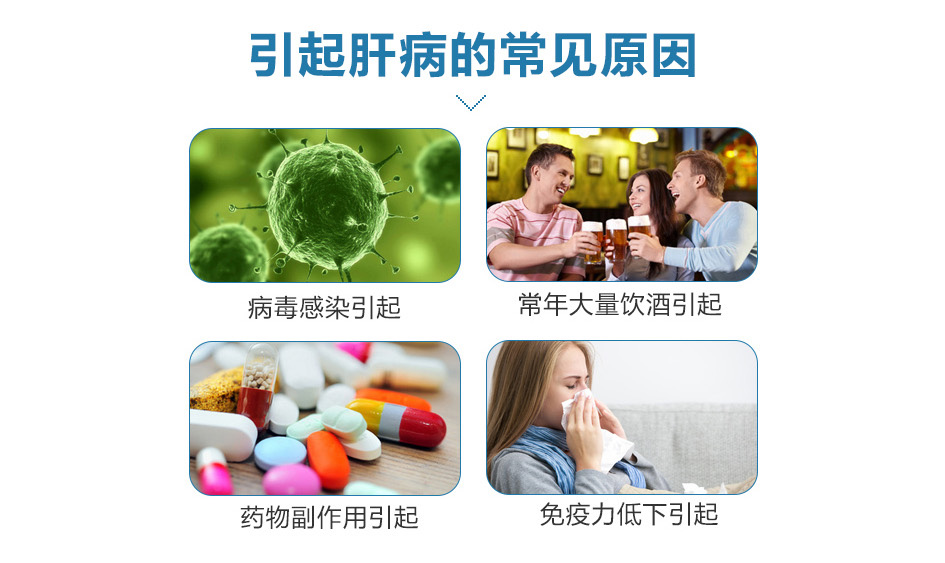 引起肝病的常见原因
病毒感染引起
常年大量饮酒引起
药物副作用引起
免疫力低下引起